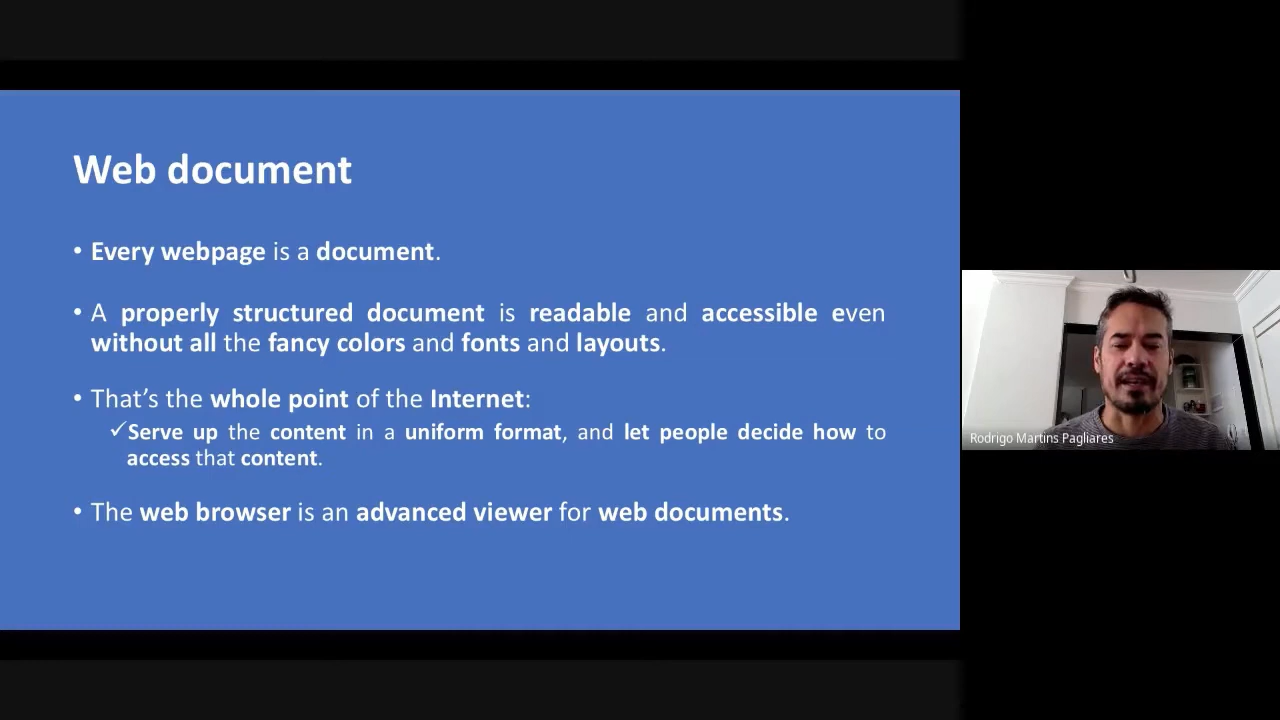 Web document
• Every webpage is a document.
• A properly structured document is readable and accessible even
without all the fancy colors and fonts and layouts.
• That’s the whole point of the Internet:
✓Serve up the content in a uniform format, and let people decide how to
access that content.
• The web browser is an advanced viewer for web documents.
Rodrigo Martins Pagliares